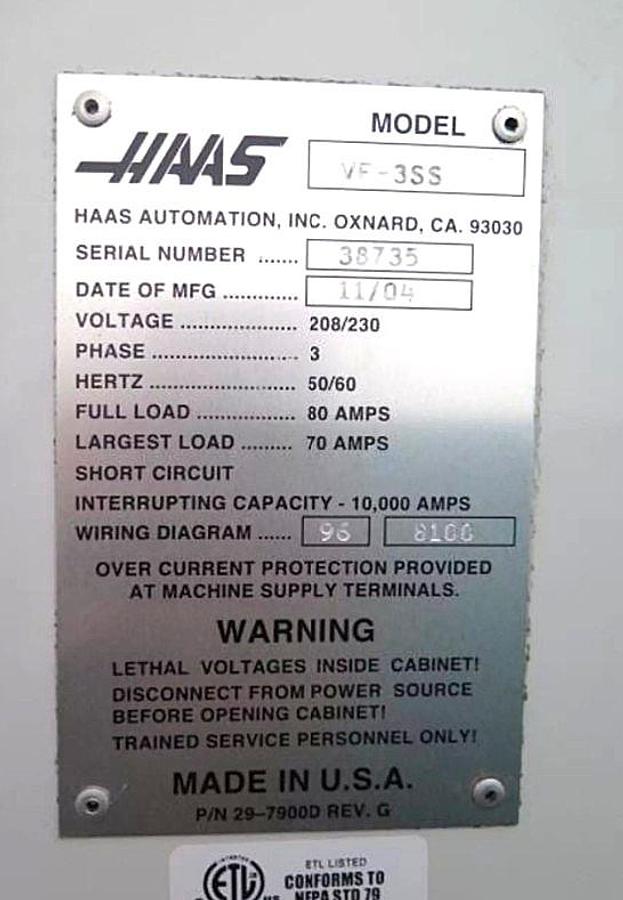 MODEL
HAAS
VF-3SS
HAAS AUTOMATION, INC. OXNARD, CA. 93030
SERIAL NUMBER ....... 38735
DATE OF MFG ............. 11/04
VOLTAGE .................... 208/230
PHASE ......................... 3
HERTZ ......................... 50/60
FULL LOAD ................. 80 AMPS
LARGEST LOAD ......... 70 AMPS
SHORT CIRCUIT
INTERRUPTING CAPACITY - 10,000 AMPS
WIRING DIAGRAM ...... 96
OVER CURRENT PROTECTION PROVIDED
AT MACHINE SUPPLY TERMINALS.
WARNING
LETHAL VOLTAGES INSIDE CABINET!
DISCONNECT FROM POWER SOURCE
BEFORE OPENING CABINET!
TRAINED SERVICE PERSONNEL ONLY!
MADE IN U.S.A.
P/N 29-7900D REV. G
ETL
ETL LISTED
CONFORMS TO
NFPA STD 79